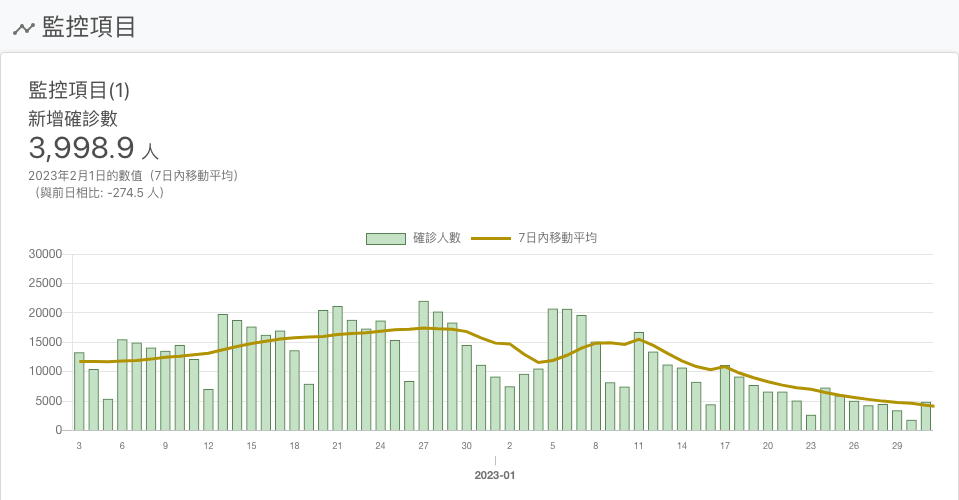 監控項目
監控項目(1)
新增確診數
3,998.9 人
2023年2月1日的數值（7日內移動平均）
（與前日相比: -274.5 人）
確診人數 7日內移動平均
30000
25000
20000
15000
10000
5000
0
3 6 9 12 15 18 21 24 27 30 2 5 8 11 14 17 20 23 26 29
2023-01